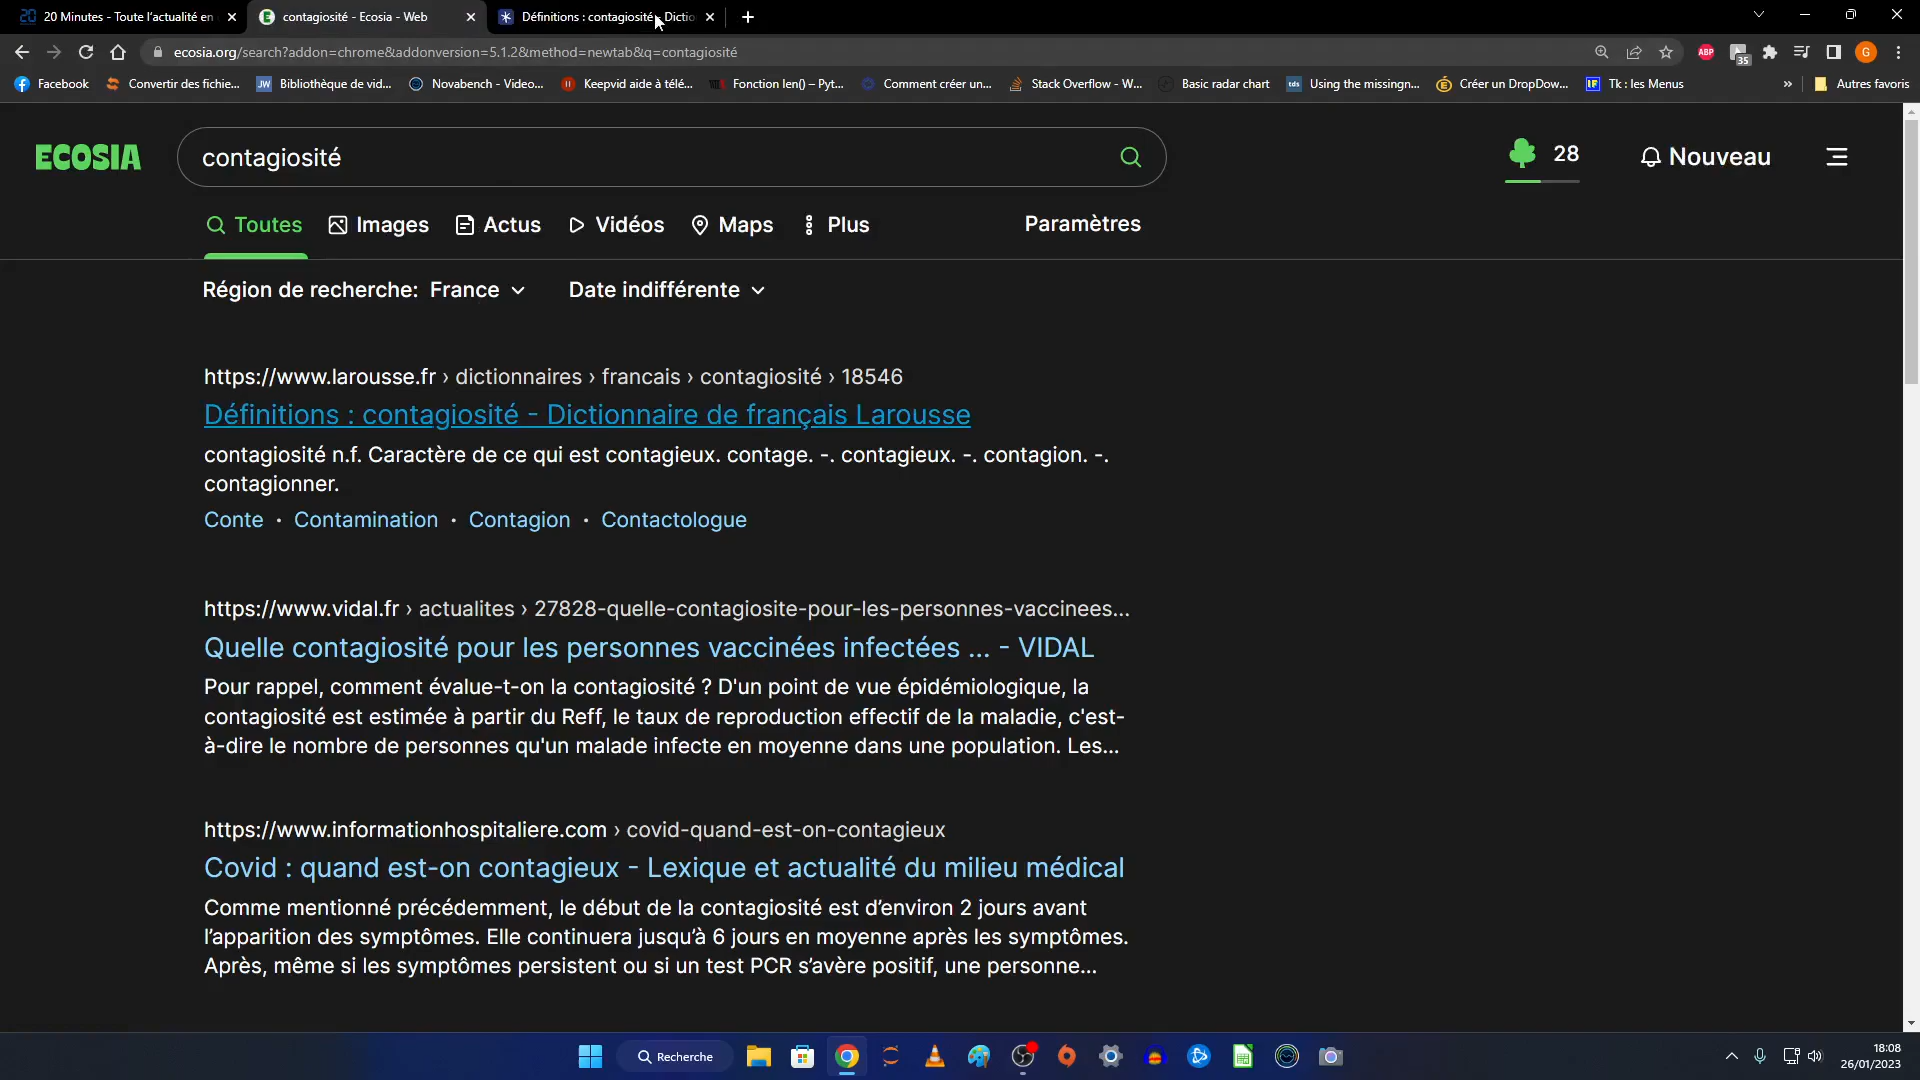 20 Minutes - Toute l'actualité en
contagiosité - Ecosia - Web
Définitions : contagiosité - Dictio
ecosia.org/search?addon=chrome&addonversion=5.1.2&method=newtab&q=contagiosité
ABP
35
G
Facebook
Convertir des fichie...
JW Bibliothèque de vid...
Novabench - Video...
Keepvid aide à télé...
Fonction len() – Pyt...
Comment créer un...
Stack Overflow - W...
Basic radar chart
tds Using the missingn...
Créer un DropDow...
Tk : les Menus
»
Autres favoris
ECOSIA
contagiosité
28
Nouveau
Toutes
Images
Actus
Vidéos
Maps
Plus
Paramètres
Région de recherche: France
Date indifférente
https://www.larousse.fr › dictionnaires › francais › contagiosité › 18546
Définitions : contagiosité - Dictionnaire de français Larousse
contagiosité n.f. Caractère de ce qui est contagieux. contage. -. contagieux. -. contagion. -.
contagionner.
Conte · Contamination · Contagion · Contactologue
https://www.vidal.fr › actualites › 27828-quelle-contagiosite-pour-les-personnes-vaccinees...
Quelle contagiosité pour les personnes vaccinées infectées ... - VIDAL
Pour rappel, comment évalue-t-on la contagiosité ? D'un point de vue épidémiologique, la
contagiosité est estimée à partir du Reff, le taux de reproduction effectif de la maladie, c'est-
à-dire le nombre de personnes qu'un malade infecte en moyenne dans une population. Les...
https://www.informationhospitaliere.com › covid-quand-est-on-contagieux
Covid : quand est-on contagieux - Lexique et actualité du milieu médical
Comme mentionné précédemment, le début de la contagiosité est d’environ 2 jours avant
l’apparition des symptômes. Elle continuera jusqu’à 6 jours en moyenne après les symptômes.
Après, même si les symptômes persistent ou si un test PCR s’avère positif, une personne...
Recherche
18:08
26/01/2023